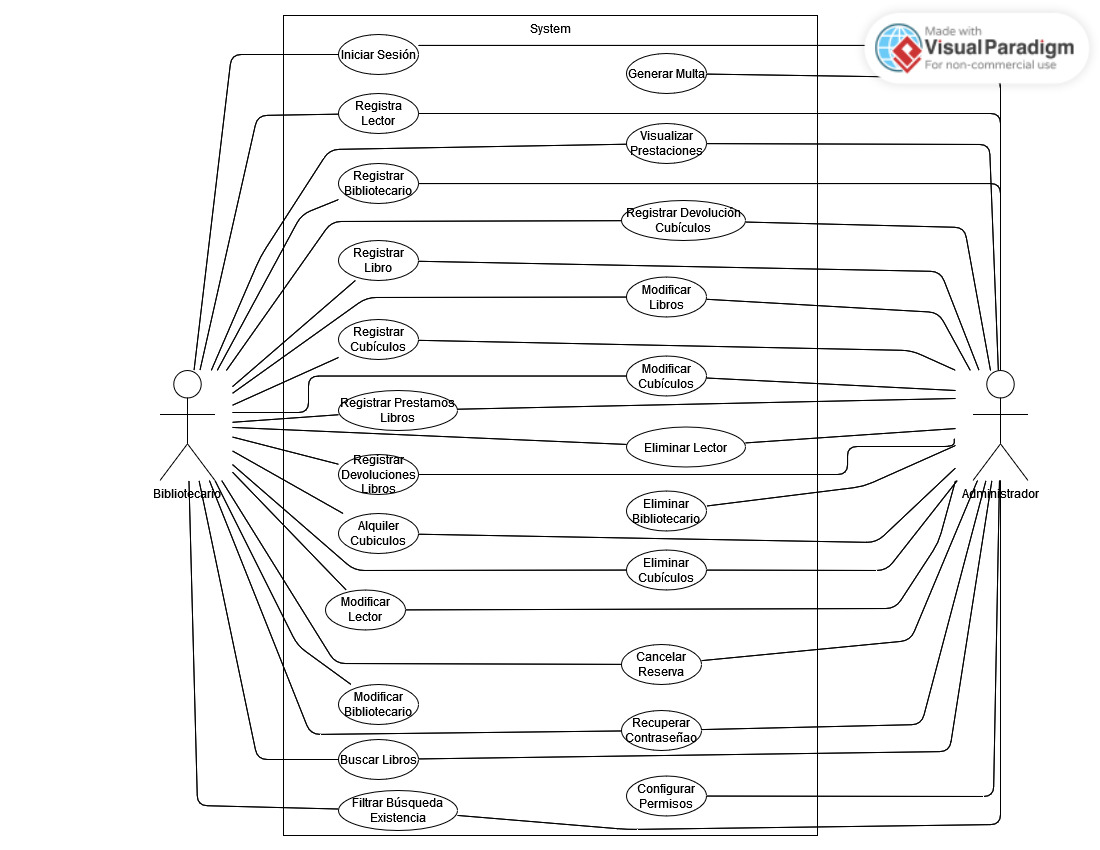 System
Made with
Visual Paradigm
For non-commercial use
Iniciar Sesión
Generar Multa
Registra
Lector
Visualizar
Prestaciones
Registrar
Bibliotecario
Registrar Devolución
Cubículos
Registrar
Libro
Modificar
Libros
Registrar
Cubículos
Modificar
Cubículos
Registrar Prestamos
Libros
Eliminar Lector
Registrar
Devoluciones
Libros
Bibliotecario
Administrador
Eliminar
Bibliotecario
Alquiler
Cubiculos
Eliminar
Cubículos
Modificar
Lector
Cancelar
Reserva
Modificar
Bibliotecario
Recuperar
Contraseñao
Buscar Libros
Configurar
Permisos
Filtrar Búsqueda
Existencia